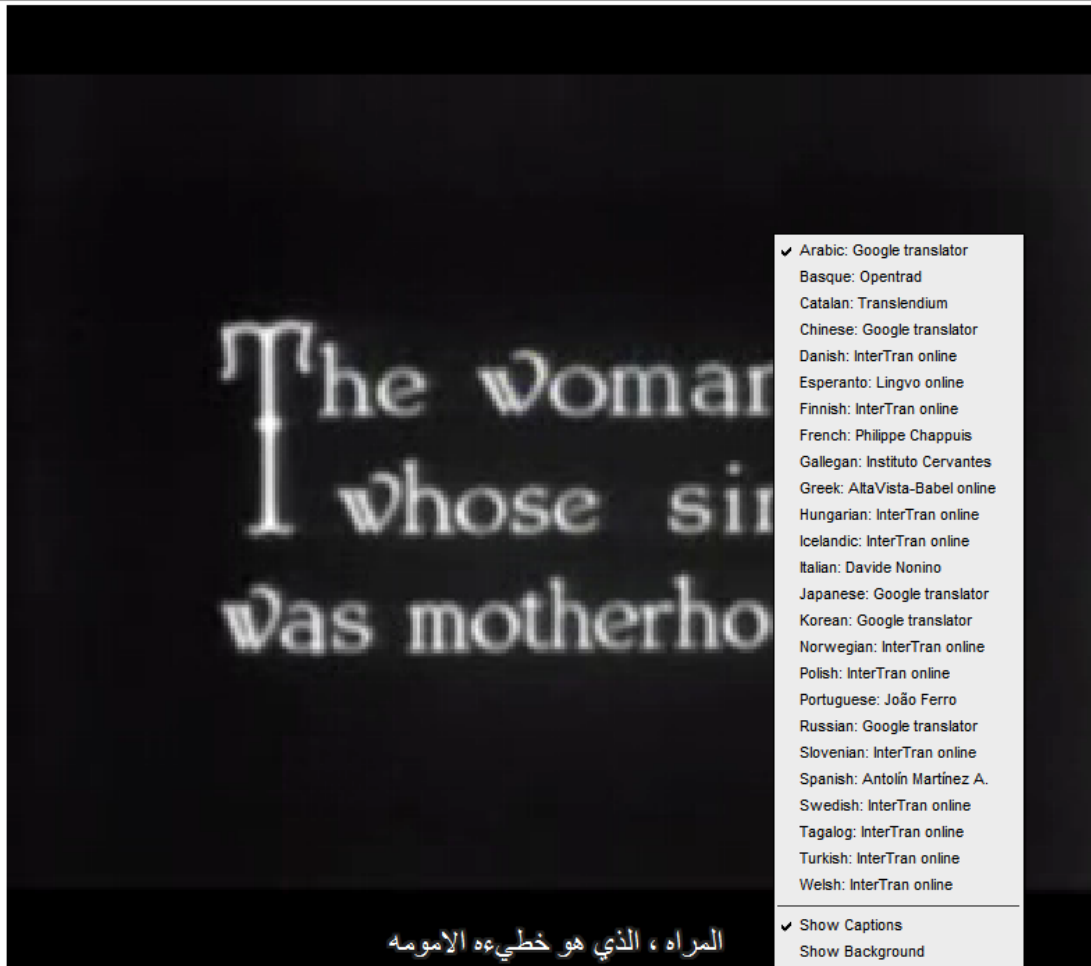 The woman
whose sin
was motherho
✓ Arabic: Google translator
Basque: Opentrad
Catalan: Translendium
Chinese: Google translator
Danish: InterTran online
Esperanto: Lingvo online
Finnish: InterTran online
French: Philippe Chappuis
Gallegan: Instituto Cervantes
Greek: AltaVista-Babel online
Hungarian: InterTran online
Icelandic: InterTran online
Italian: Davide Nonino
Japanese: Google translator
Korean: Google translator
Norwegian: InterTran online
Polish: InterTran online
Portuguese: João Ferro
Russian: Google translator
Slovenian: InterTran online
Spanish: Antolín Martínez A.
Swedish: InterTran online
Tagalog: InterTran online
Turkish: InterTran online
Welsh: InterTran online
✓ Show Captions
Show Background
المراه ، الذي هو خطيءه الامومه